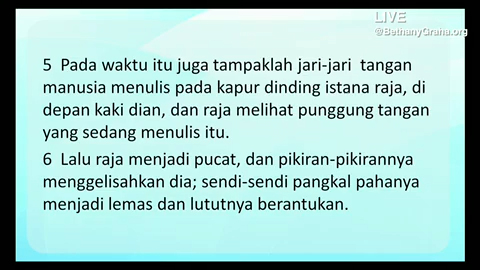 LIVE
@BethanyGraha.org
5 Pada waktu itu juga tampaklah jari-jari tangan
manusia menulis pada kapur dinding istana raja, di
depan kaki dian, dan raja melihat punggung tangan
yang sedang menulis itu.
6 Lalu raja menjadi pucat, dan pikiran-pikirannya
menggelisahkan dia; sendi-sendi pangkal pahanya
menjadi lemas dan lututnya berantukan.